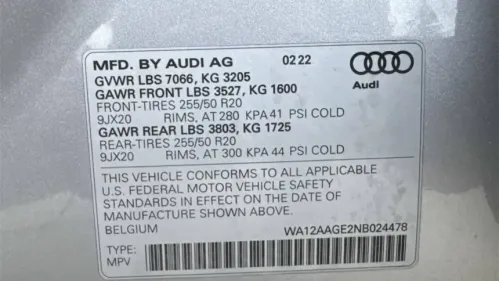 MFD. BY AUDI AG 02 22
GVWR LBS 7066, KG 3205
GAWR FRONT LBS 3527, KG 1600
FRONT-TIRES 255/50 R20
9JX20 RIMS, AT 280 KPA 41 PSI COLD
GAWR REAR LBS 3803, KG 1725
REAR-TIRES 255/50 R20
9JX20 RIMS, AT 300 KPA 44 PSI COLD
Audi
THIS VEHICLE CONFORMS TO ALL APPLICABLE
U.S. FEDERAL MOTOR VEHICLE SAFETY
STANDARDS IN EFFECT ON THE DATE OF
MANUFACTURE SHOWN ABOVE.
BELGIUM WA12AAGE2NB024478
TYPE:
MPV